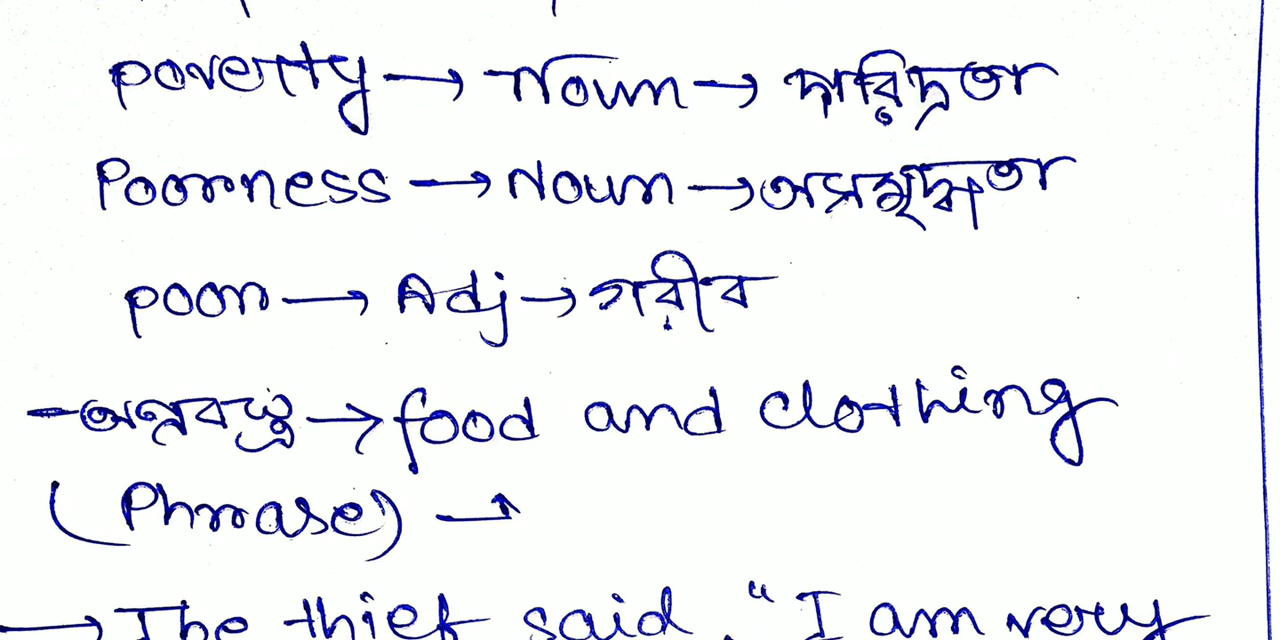 poverty → Noun → দারিদ্রতা
Poorness → Noun → অসমৃদ্ধতা
poor → Adj → গরীব
- অন্নবস্ত্র → food and clothing
(Phrase) →
→ The thief said, "I am very